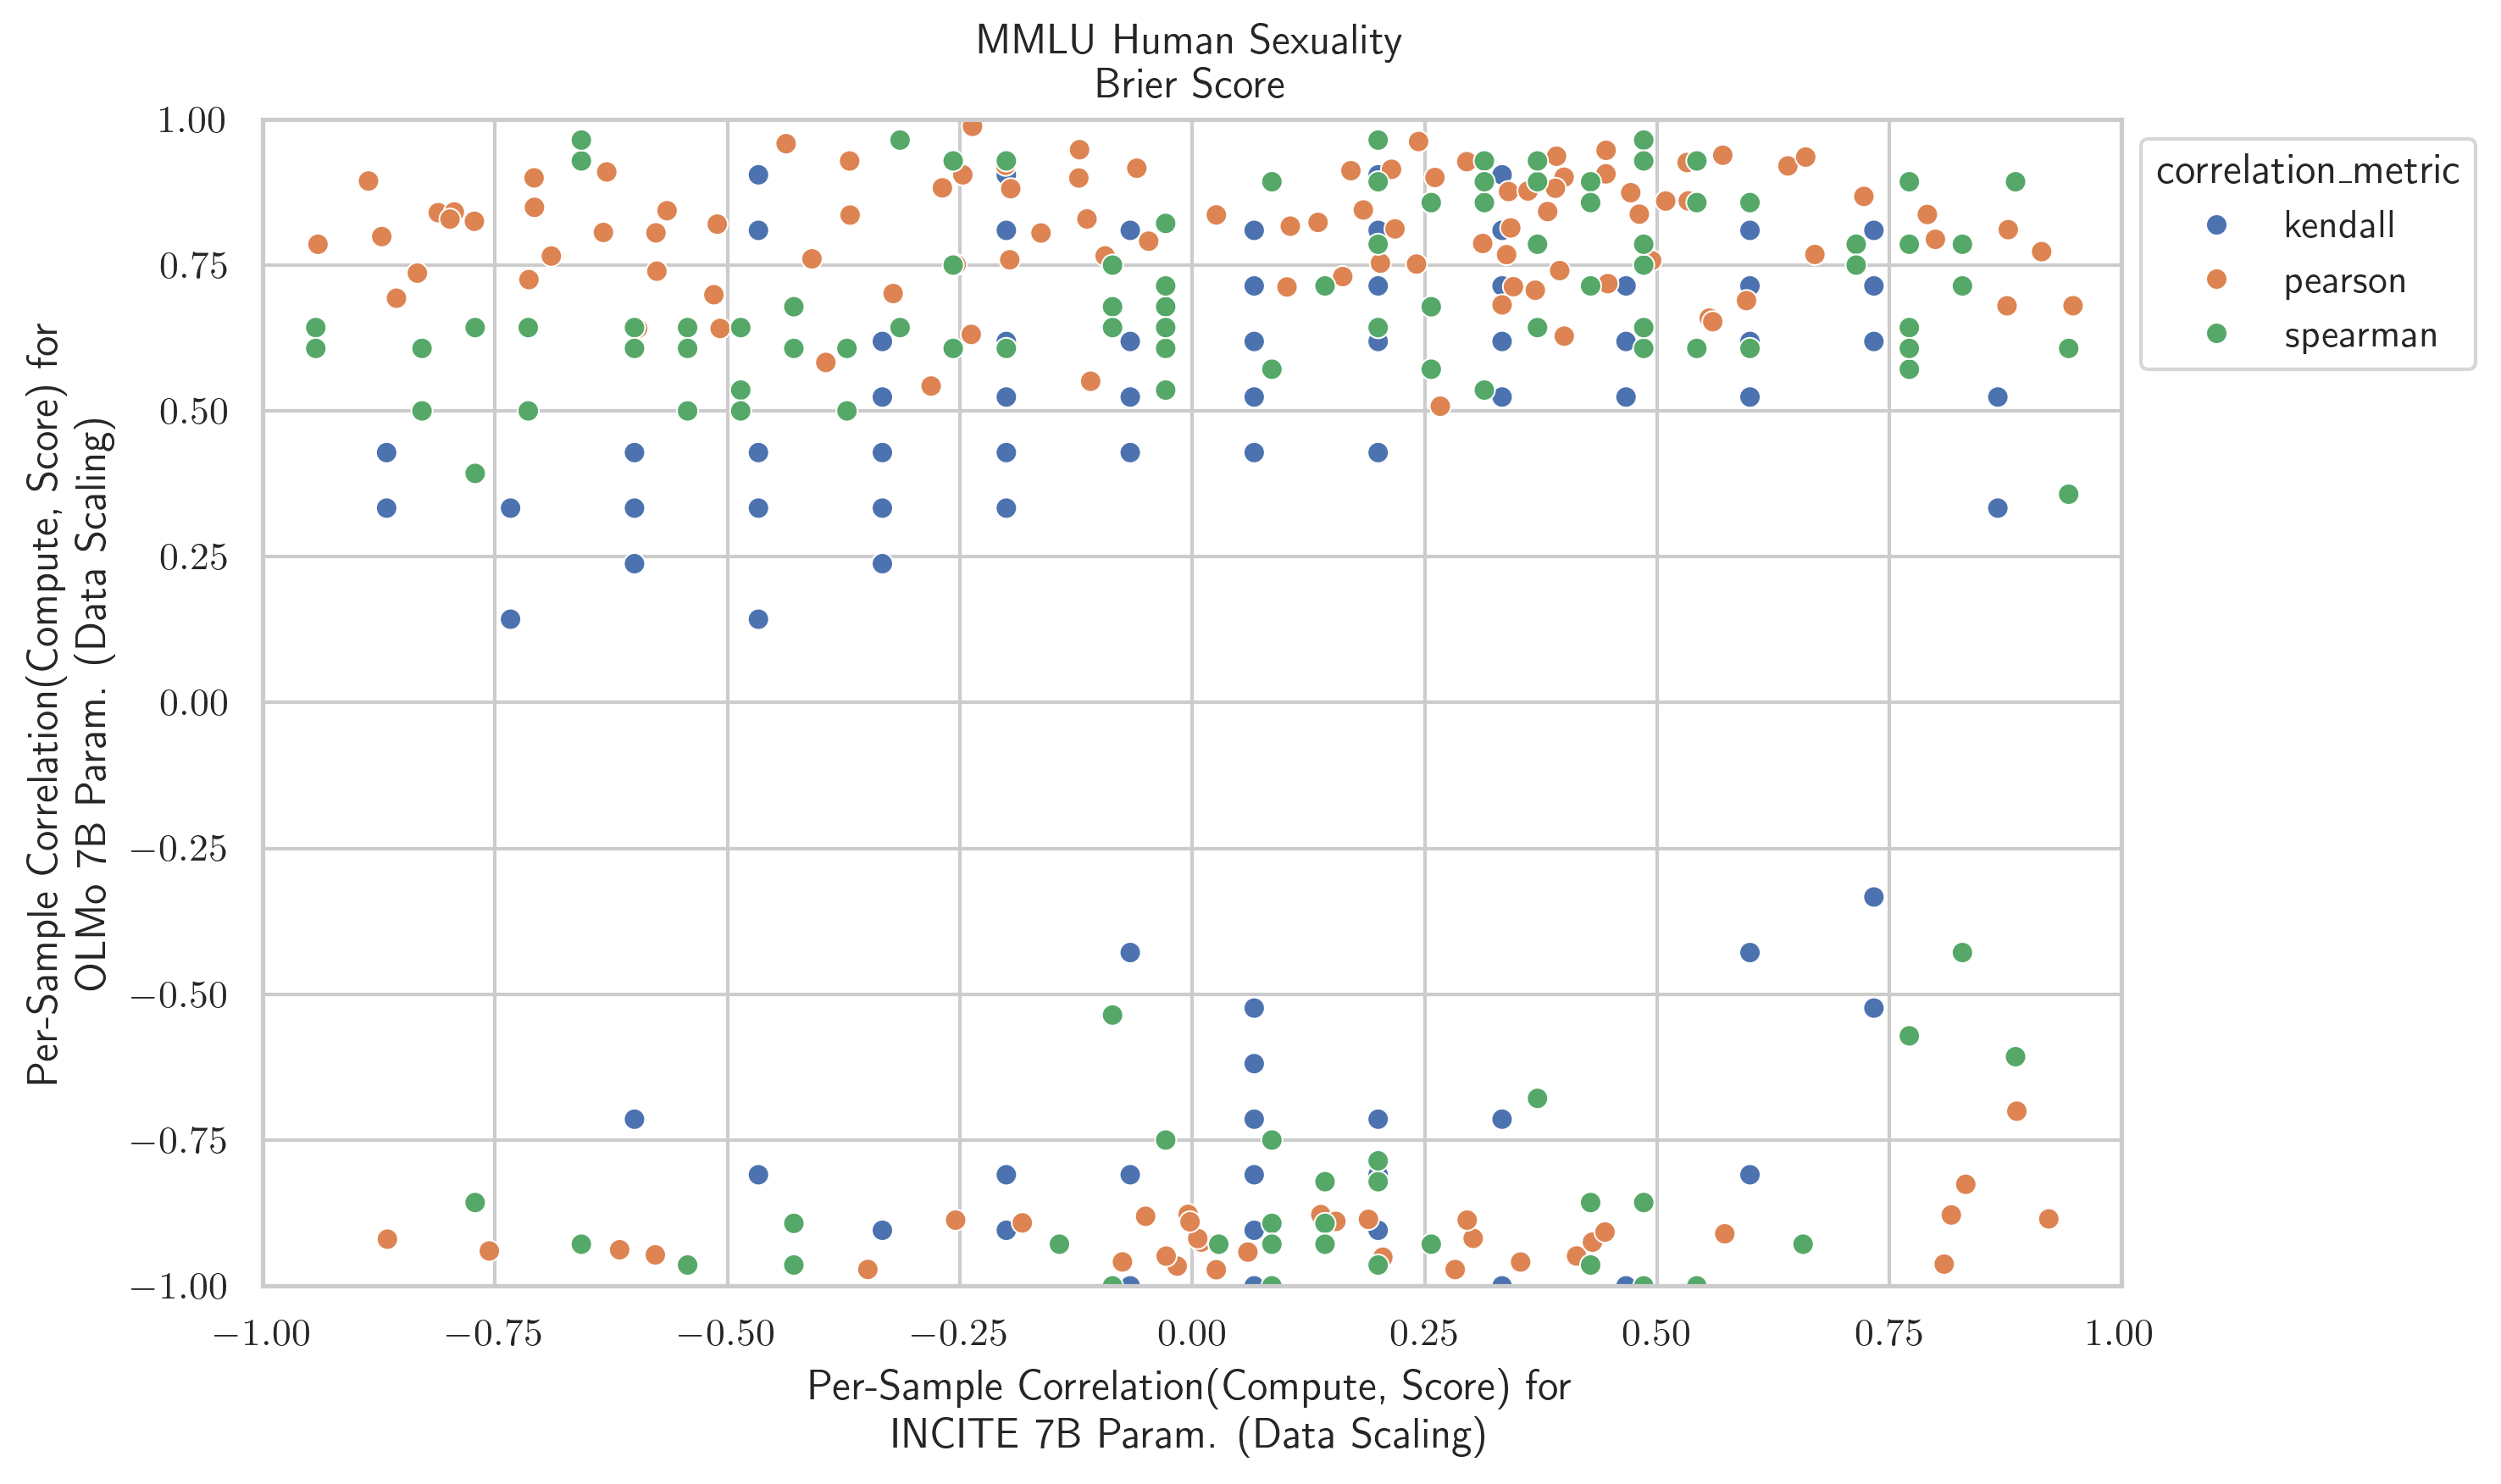 MMLU Human Sexuality
Brier Score
Per-Sample Correlation(Compute, Score) for
OLMo 7B Param. (Data Scaling)
1.00
0.75
0.50
0.25
0.00
−0.25
−0.50
−0.75
−1.00
−1.00 −0.75 −0.50 −0.25 0.00 0.25 0.50 0.75 1.00
Per-Sample Correlation(Compute, Score) for
INCITE 7B Param. (Data Scaling)
correlation_metric
kendall
pearson
spearman